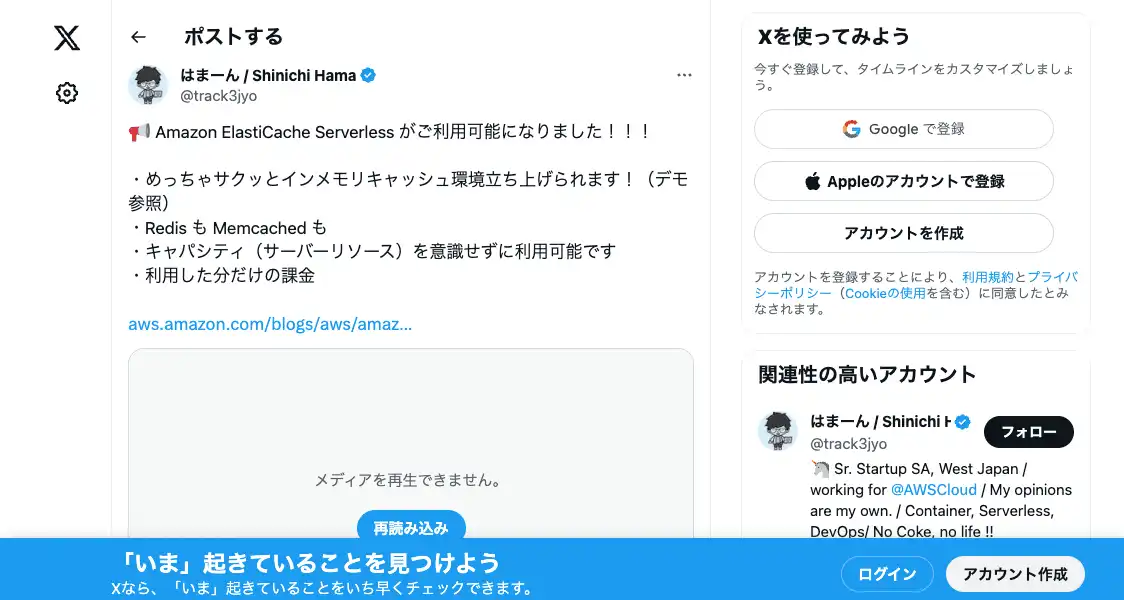 ポストする
はまーん / Shinichi Hama
@track3jyo
Amazon ElastiCache Serverless がご利用可能になりました！！！
・めっちゃサクッとインメモリキャッシュ環境立ち上げられます！（デモ
参照）
・Redis も Memcached も
・キャパシティ（サーバーリソース）を意識せずに利用可能です
・利用した分だけの課金
aws.amazon.com/blogs/aws/amaz...
メディアを再生できません。
再読み込み
Xを使ってみよう
今すぐ登録して、タイムラインをカスタマイズしましょ
う。
Google で登録
Appleのアカウントで登録
アカウントを作成
アカウントを登録することにより、利用規約とプライバ
シーポリシー（Cookieの使用を含む）に同意したとみ
なされます。
関連性の高いアカウント
はまーん / Shinichi H
フォロー
@track3jyo
Sr. Startup SA, West Japan /
working for @AWSCloud / My opinions
are my own. / Container, Serverless,
DevOps/ No Coke, no life !!
「いま」起きていることを見つけよう
Xなら、「いま」起きていることをいち早くチェックできます。
ログイン
アカウント作成